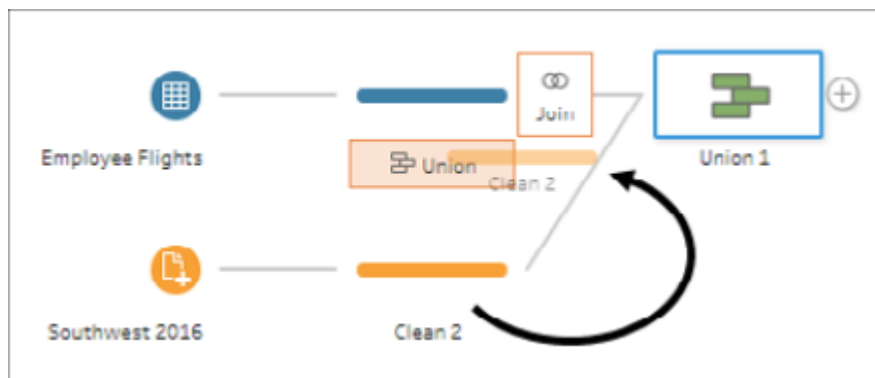 Join
Employee Flights
Union
Clean 2
Union 1
Southwest 2016
Clean 2